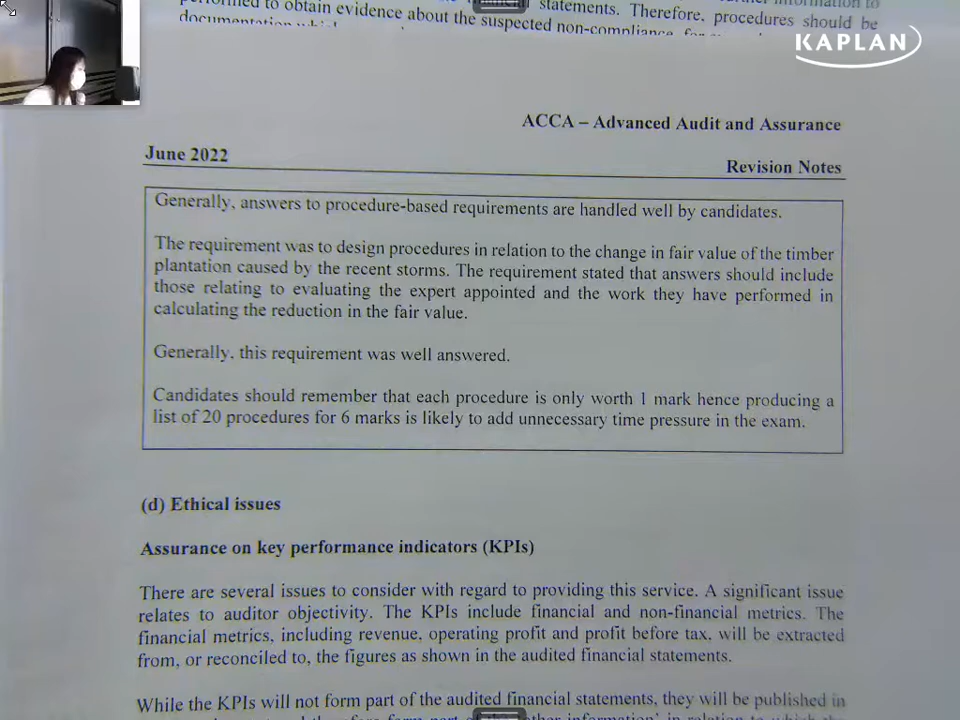 performed to obtain evidence about the suspected non-compliance,
statements. Therefore, procedures should be
KAPLAN
ACCA – Advanced Audit and Assurance
June 2022
Revision Notes
Generally, answers to procedure-based requirements are handled well by candidates.
The requirement was to design procedures in relation to the change in fair value of the timber
plantation caused by the recent storms. The requirement stated that answers should include
those relating to evaluating the expert appointed and the work they have performed in
calculating the reduction in the fair value.
Generally, this requirement was well answered.
Candidates should remember that each procedure is only worth 1 mark hence producing a
list of 20 procedures for 6 marks is likely to add unnecessary time pressure in the exam.
(d) Ethical issues
Assurance on key performance indicators (KPIs)
There are several issues to consider with regard to providing this service. A significant issue
relates to auditor objectivity. The KPIs include financial and non-financial metrics. The
financial metrics, including revenue, operating profit and profit before tax, will be extracted
from, or reconciled to, the figures as shown in the audited financial statements.
While the KPIs will not form part of the audited financial statements, they will be published in